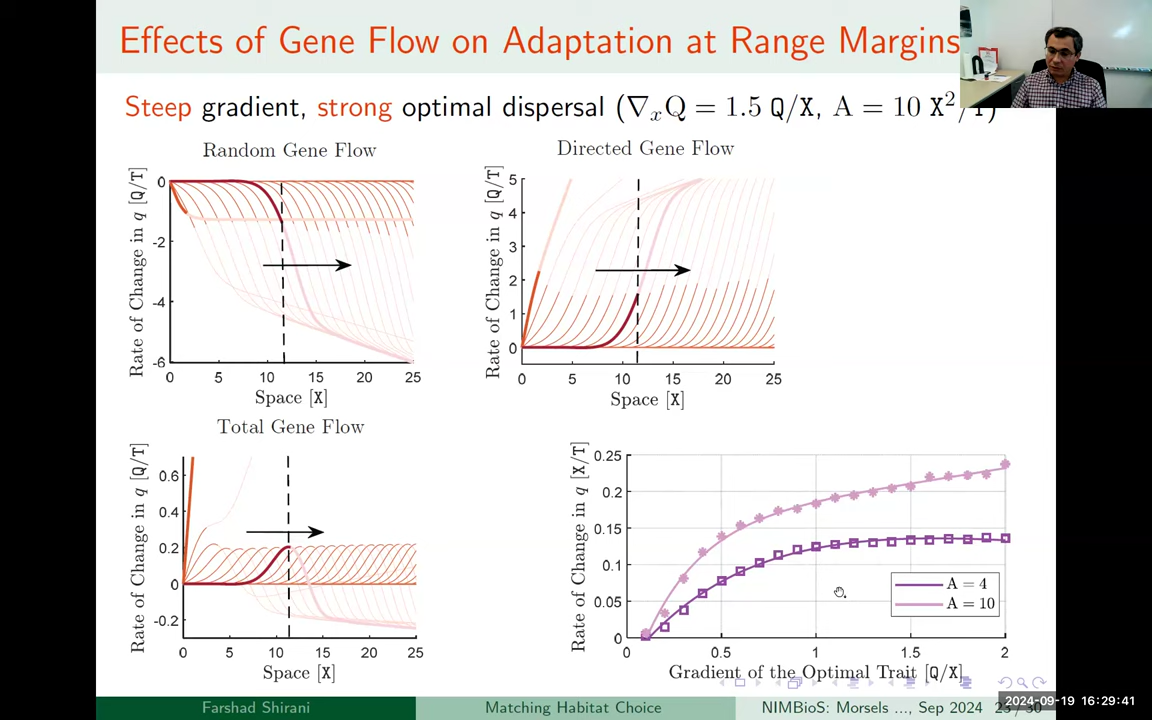 Effects of Gene Flow on Adaptation at Range Margins
Steep gradient, strong optimal dispersal (∇ₓQ = 1.5 Q/X, A = 10 X²/T)
Random Gene Flow
Rate of Change in q [Q/T]
0
-2
-4
-6
0 5 10 15 20 25
Space [X]
Directed Gene Flow
Rate of Change in q [Q/T]
5
4
3
2
1
0
0 5 10 15 20 25
Space [X]
Total Gene Flow
Rate of Change in q [Q/T]
0.6
0.4
0.2
0
-0.2
0 5 10 15 20 25
Space [X]
Rate of Change in q [X/T]
0.25
0.2
0.15
0.1
0.05
0
0 0.5 1 1.5 2
A = 4
A = 10
Gradient of the Optimal Trait [Q/X]
Farshad Shirani
Matching Habitat Choice
NIMBioS: Morsels ..., Sep 2024
2024-09-19 16:29:41